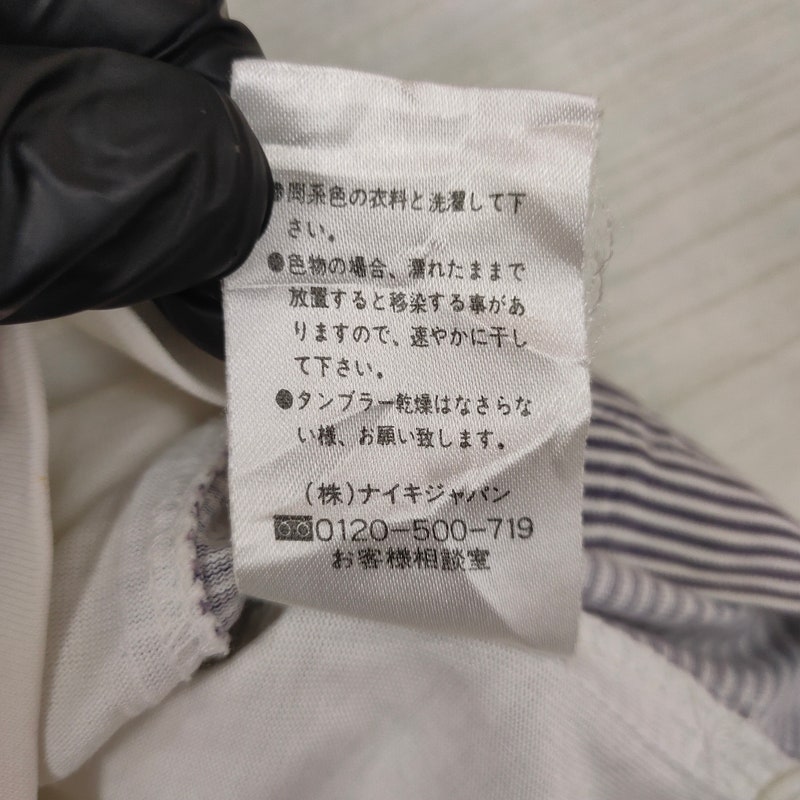 ●同系色の衣料と洗濯して下
さい。
●色物の場合、濡れたままで
放置すると移染する事があ
りますので、速やかに干し
て下さい。
●タンブラー乾燥はなさらな
い様、お願い致します。
(株)ナイキジャパン
0120-500-719
お客様相談室